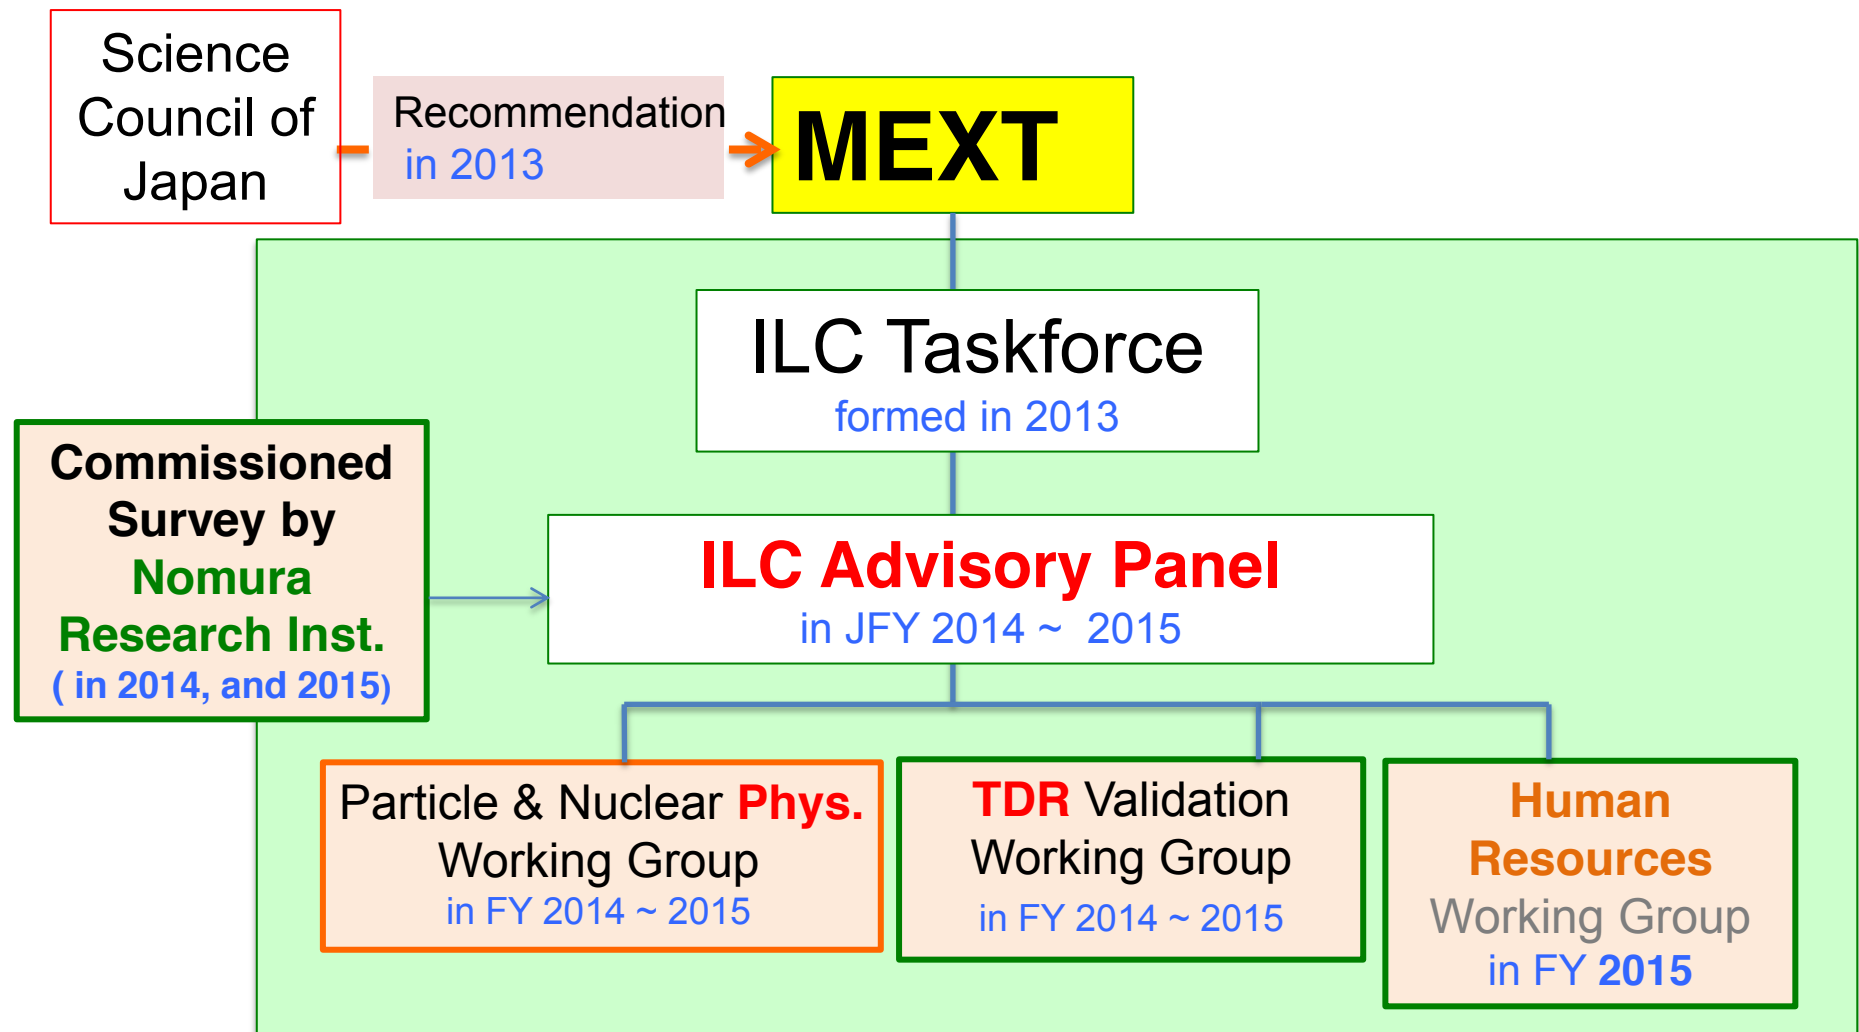 Science
Council of
Japan
Recommendation
in 2013
MEXT
ILC Taskforce
formed in 2013
Commissioned
Survey by
Nomura
Research Inst.
( in 2014, and 2015)
ILC Advisory Panel
in JFY 2014 ~ 2015
Particle & Nuclear Phys.
Working Group
in FY 2014 ~ 2015
TDR Validation
Working Group
in FY 2014 ~ 2015
Human
Resources
Working Group
in FY 2015